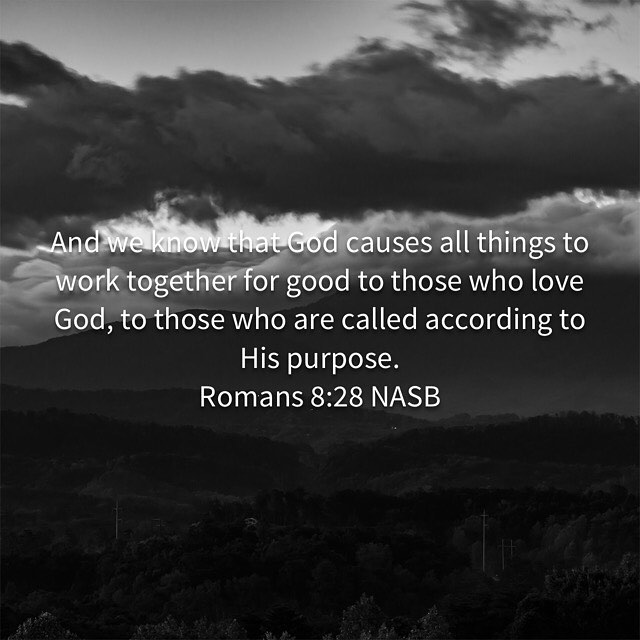 And we know that God causes all things to
work together for good to those who love
God, to those who are called according to
His purpose.
Romans 8:28 NASB